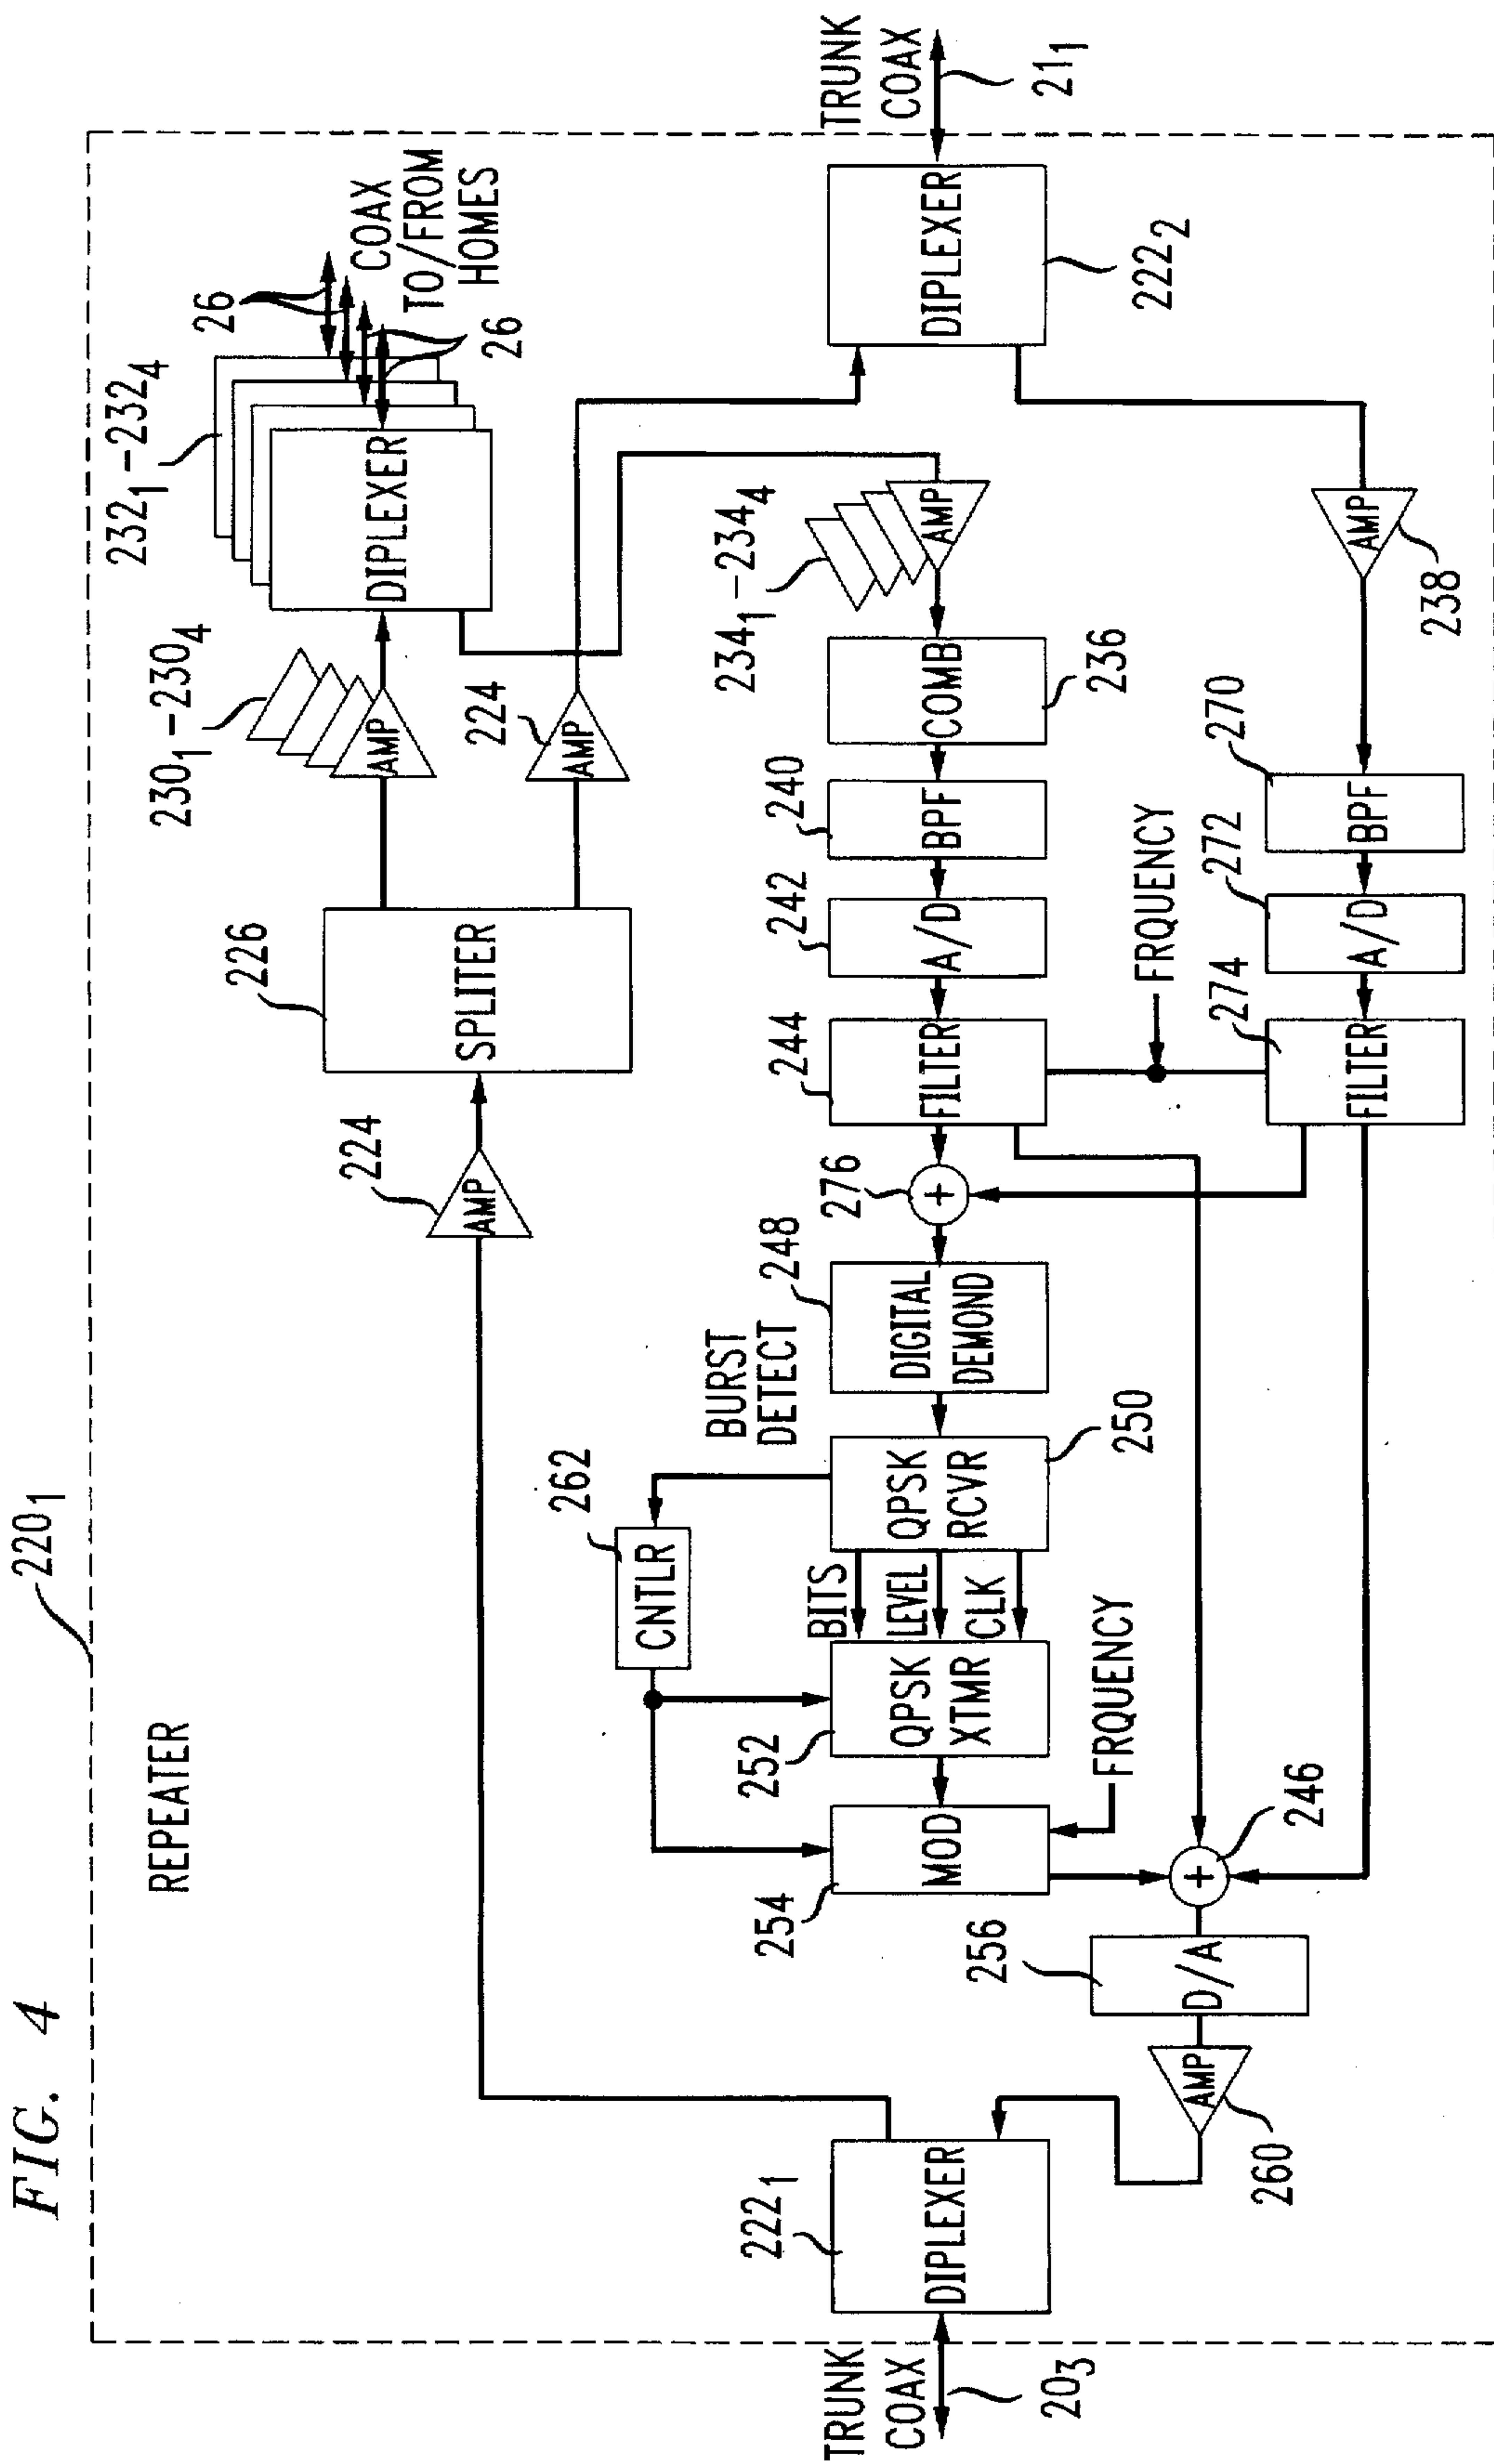 FIG. 4
220₁
REPEATER
230₁-230₄
AMP
232₁-232₄
DIPLEXER
26
COAX
TO/FROM
HOMES
26
226
SPLITER
224
AMP
224
AMP
TRUNK
COAX
20₃
222₁
DIPLEXER
262
CNTLR
BURST
DETECT
254
MOD
252
QPSK
XTMR
BITS
LEVEL
CLK
QPSK
RCVR
250
248
DIGITAL
DEMOND
276
+
244
FILTER
242
A/D
240
BPF
COMB
236
234₁-234₄
AMP
DIPLEXER
222₂
TRUNK
COAX
21₁
FRQUENCY
FRQUENCY
260
AMP
256
D/A
+
246
274
FILTER
272
A/D
270
BPF
AMP
238